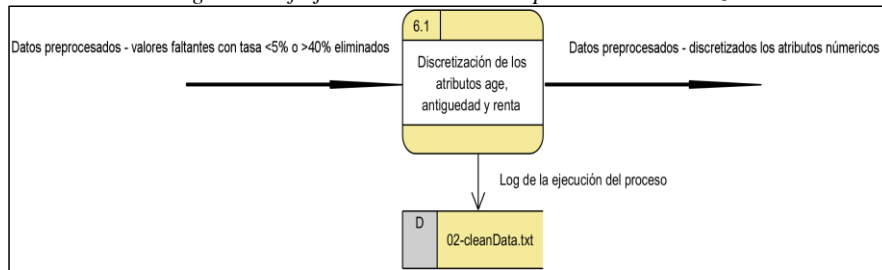 6.1
Datos preprocesados - valores faltantes con tasa <5% o >40% eliminados
Discretización de los
atributos age,
antiguedad y renta
Datos preprocesados - discretizados los atributos númericos
Log de la ejecución del proceso
D
02-cleanData.txt